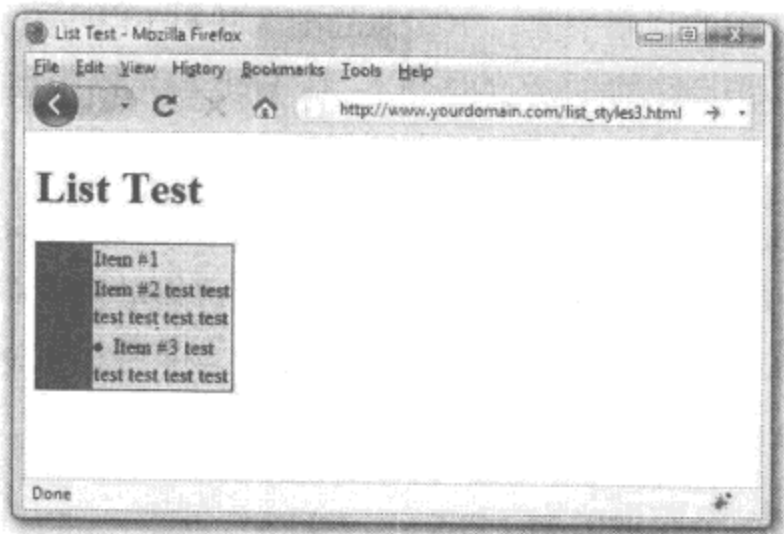 List Test - Mozilla Firefox
File Edit View History Bookmarks Tools Help
http://www.yourdomain.com/list_styles3.html
List Test
Item #1
Item #2 test test
test test test test
• Item #3 test
test test test test
Done